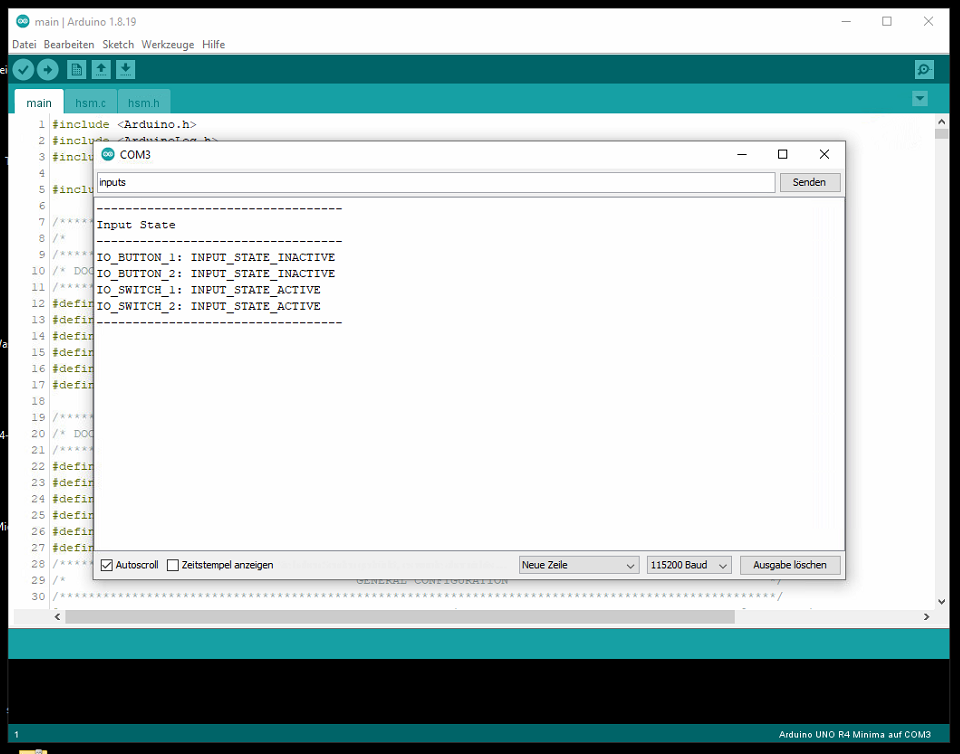 main | Arduino 1.8.19
Datei Bearbeiten Sketch Werkzeuge Hilfe
main hsm.c hsm.h
1 #include <Arduino.h>
2
3
4
5
6
7 /*****
8 /*
9 /*****
10 /* DOC
11 /*****
12 #defin
13 #defin
14 #defin
15 #defin
16 #defin
17 #defin
18
19 /*****
20 /* DOC
21 /*****
22 #defin
23 #defin
24 #defin
25 #defin
26 #defin
27 #defin
28 /*****
29 /* GENERAL CONFIGURATION */
30
COM3
inputs
Senden
----------------------------------
Input State
----------------------------------
IO_BUTTON_1: INPUT_STATE_INACTIVE
IO_BUTTON_2: INPUT_STATE_INACTIVE
IO_SWITCH_1: INPUT_STATE_ACTIVE
IO_SWITCH_2: INPUT_STATE_ACTIVE
----------------------------------
Autoscroll Zeitstempel anzeigen Neue Zeile 115200 Baud Ausgabe löschen
1 Arduino UNO R4 Minima auf COM3